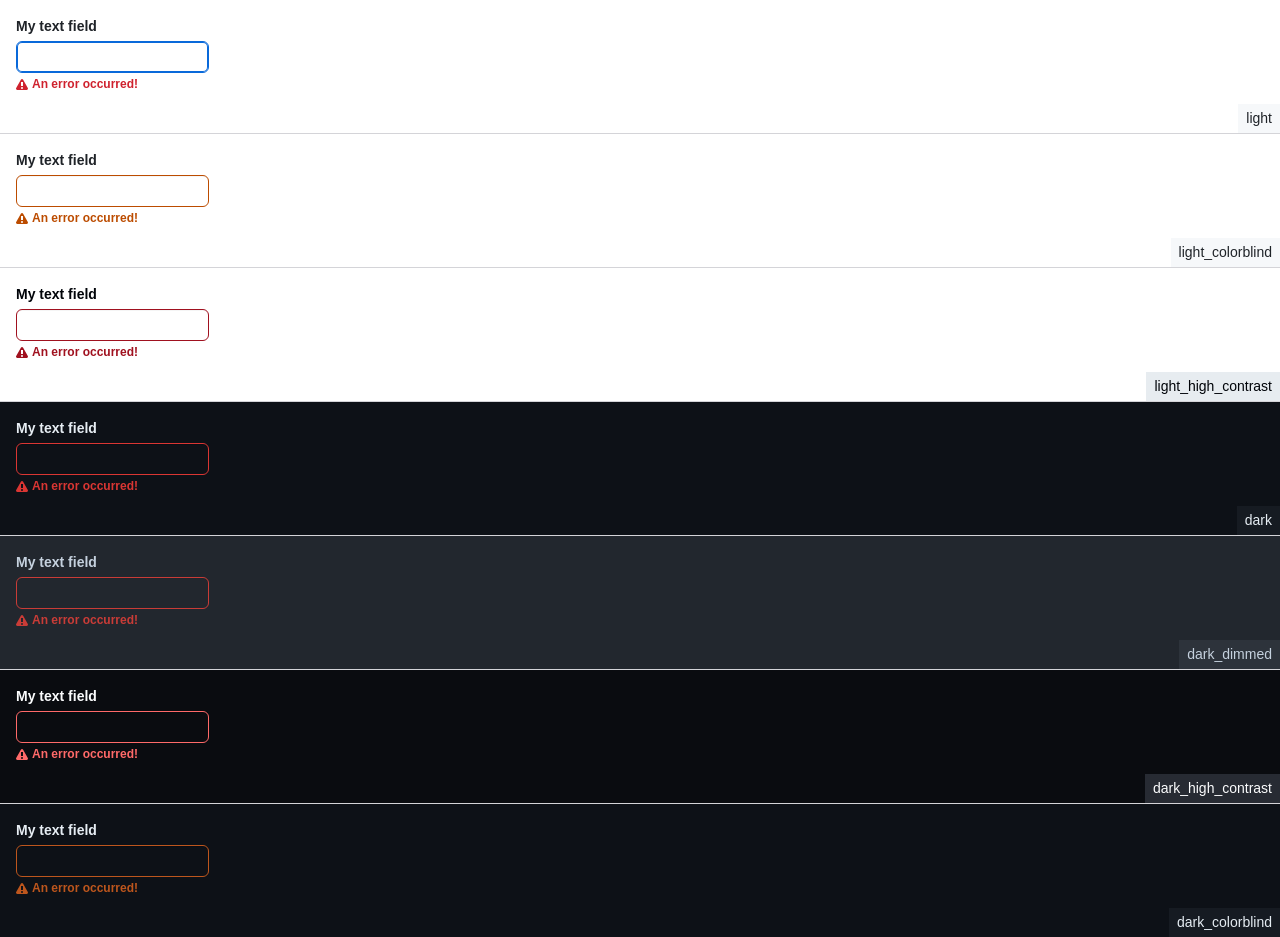 My text field
An error occurred!
light
My text field
An error occurred!
light_colorblind
My text field
An error occurred!
light_high_contrast
My text field
An error occurred!
dark
My text field
An error occurred!
dark_dimmed
My text field
An error occurred!
dark_high_contrast
My text field
An error occurred!
dark_colorblind